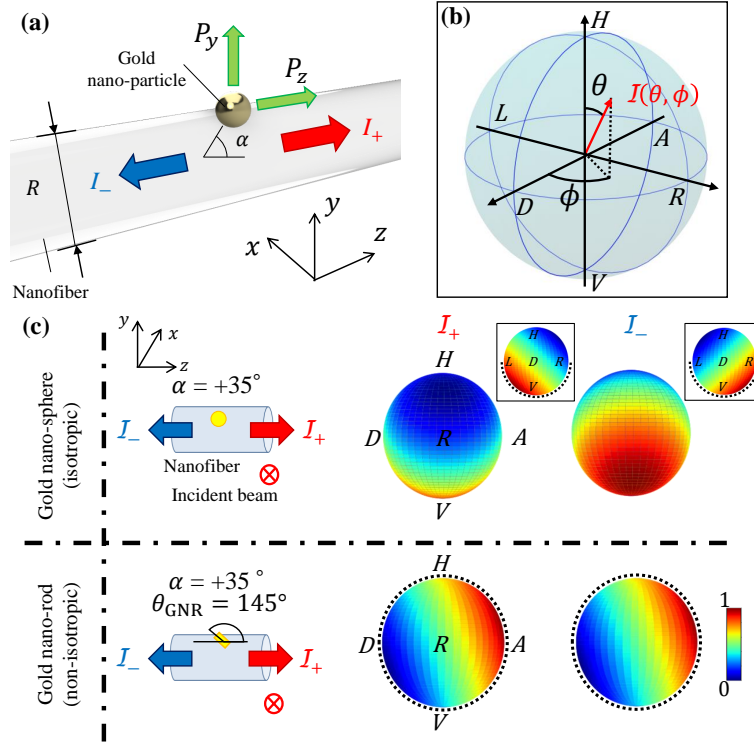 (a)
Gold
nano-particle
P_y
P_z
I_+
I_−
α
R
Nanofiber
x
y
z
(b)
H
θ
I(θ, ϕ)
L
A
D
ϕ
R
V
(c)
Gold nano-sphere
(isotropic)
y
x
z
α = +35°
I_−
I_+
Nanofiber
Incident beam
I_+
H
D
R
A
V
H
L
D
R
V
I_−
H
L
D
R
V
Gold nano-rod
(non-isotropic)
α = +35 °
θ_GNR = 145°
I_−
I_+
H
D
R
A
V
1
0